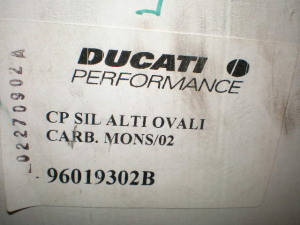 DUCATI
PERFORMANCE
CP SIL ALTI OVALI
CARB. MONS/02
96019302B
02270902A